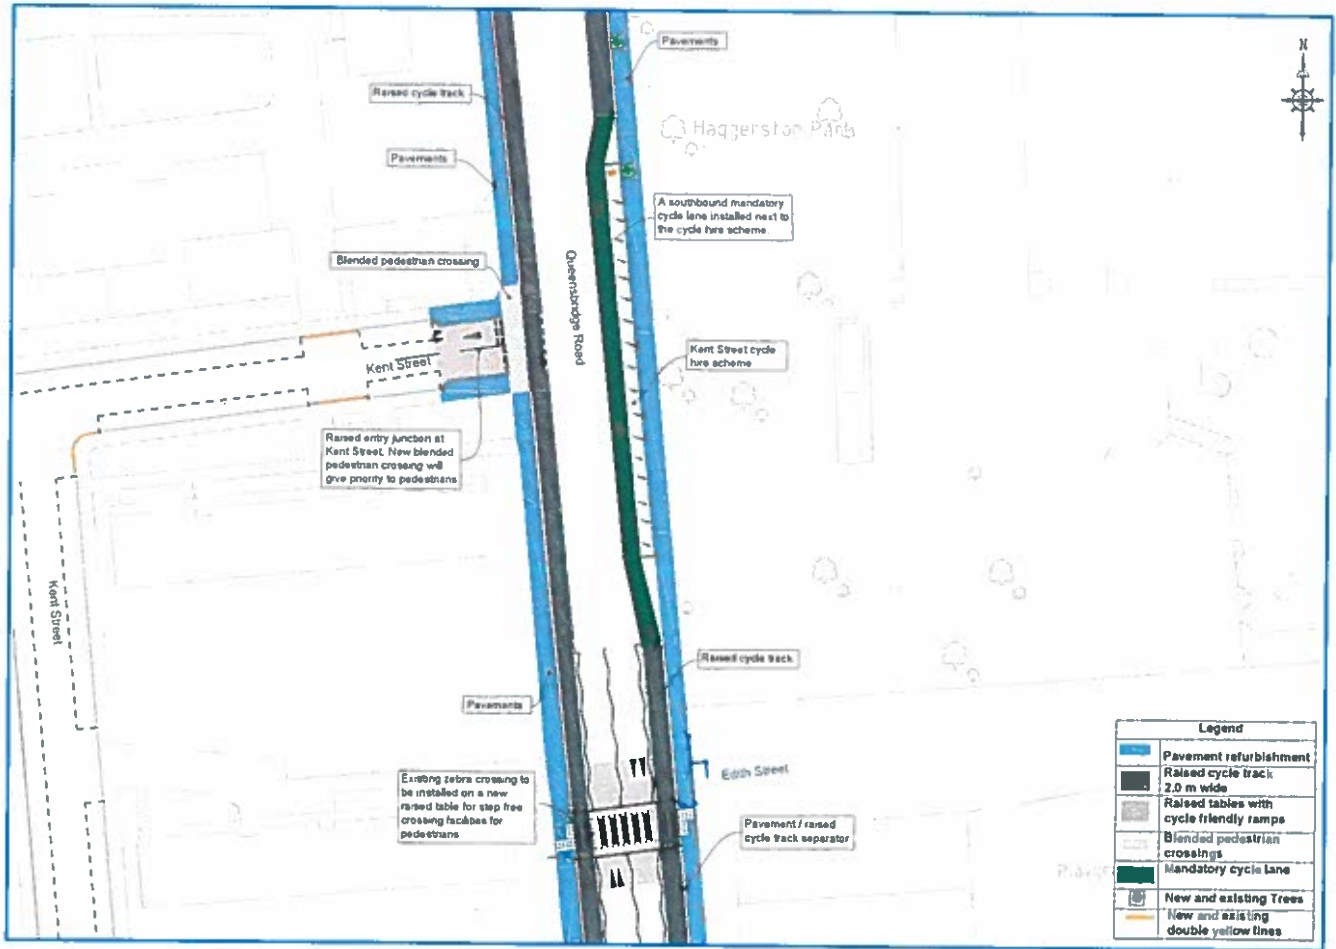 N
Pavements
Raised cycle track
Haggerston Park
Pavements
A southbound mandatory
cycle lane installed next to
the cycle hire scheme.
Blended pedestrian crossing
Queensbridge Road
Kent Street
Kent Street cycle
hire scheme
Raised entry junction at
Kent Street. New blended
pedestrian crossing will
give priority to pedestrians
Kent Street
Raised cycle track
Pavements
Edith Street
Existing zebra crossing to
be installed on a new
raised table for step free
crossing facilities for
pedestrians
Pavement / raised
cycle track separator
Legend
Pavement refurbishment
Raised cycle track
2.0 m wide
Raised tables with
cycle friendly ramps
Blended pedestrian
crossings
Mandatory cycle lane
New and existing Trees
New and existing
double yellow lines